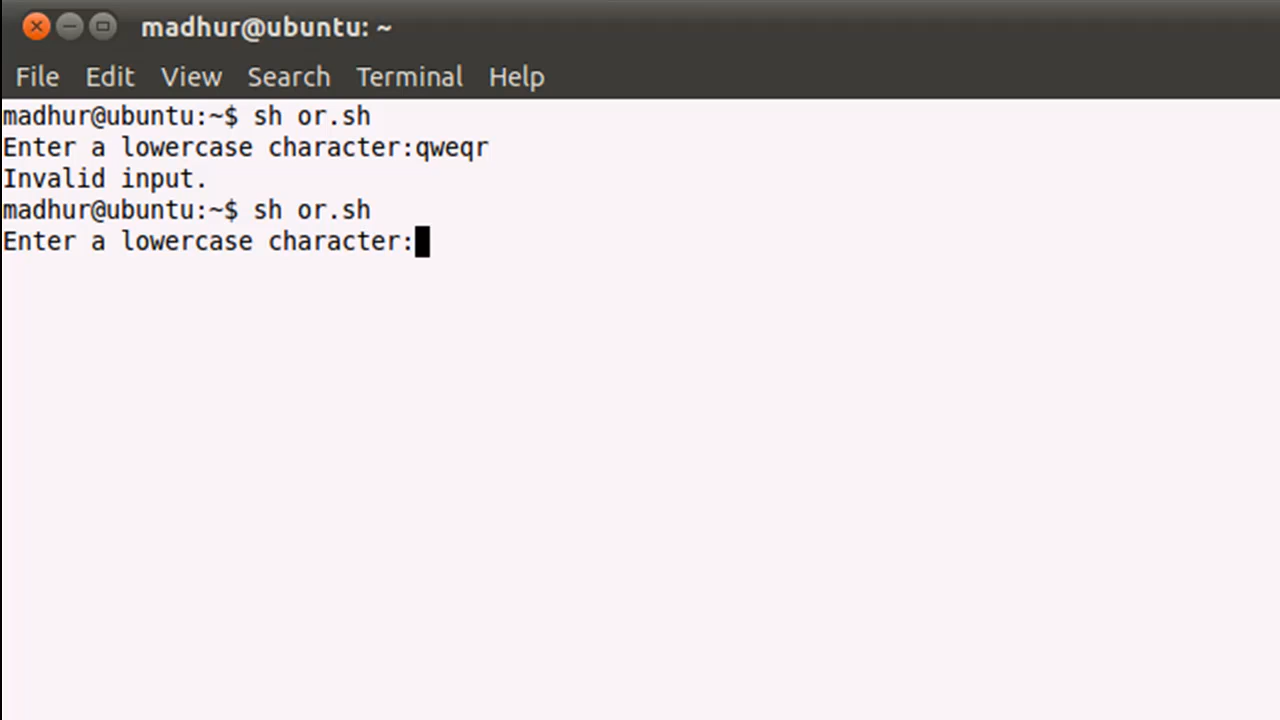 madhur@ubuntu: ~
File Edit View Search Terminal Help
madhur@ubuntu:~$ sh or.sh
Enter a lowercase character:qweqr
Invalid input.
madhur@ubuntu:~$ sh or.sh
Enter a lowercase character: